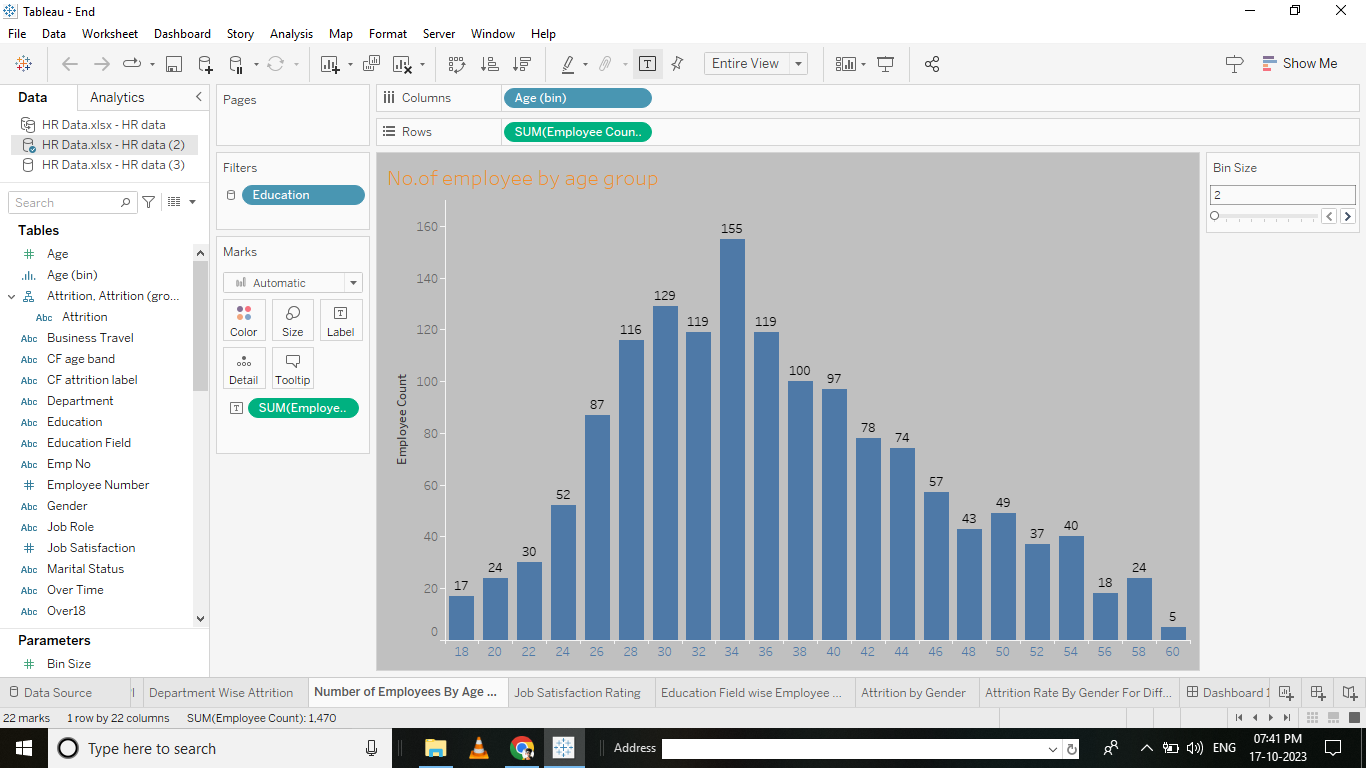 Tableau - End
File Data Worksheet Dashboard Story Analysis Map Format Server Window Help
Entire View
Show Me
Data Analytics
HR Data.xlsx - HR data
HR Data.xlsx - HR data (2)
HR Data.xlsx - HR data (3)
Search
Tables
Age
Age (bin)
Attrition, Attrition (gro...
Abc Attrition
Abc Business Travel
Abc CF age band
Abc CF attrition label
Abc Department
Abc Education
Abc Education Field
Abc Emp No
Employee Number
Abc Gender
Abc Job Role
Job Satisfaction
Abc Marital Status
Abc Over Time
Abc Over18
Parameters
Bin Size
Pages
Filters
Education
Marks
Automatic
Color Size Label
Detail Tooltip
SUM(Employe..
Columns Age (bin)
Rows SUM(Employee Coun..
No.of employee by age group
Employee Count
160
140
120
100
80
60
40
20
0
17 24 30 52 87 116 129 119 155 119 100 97 78 74 57 43 49 37 40 18 24 5
18 20 22 24 26 28 30 32 34 36 38 40 42 44 46 48 50 52 54 56 58 60
Bin Size
2
Data Source Department Wise Attrition Number of Employees By Age ... Job Satisfaction Rating Education Field wise Employee ... Attrition by Gender Attrition Rate By Gender For Diff... Dashboard 1
22 marks 1 row by 22 columns SUM(Employee Count): 1.470
Type here to search
Address
ENG
07:41 PM
17-10-2023